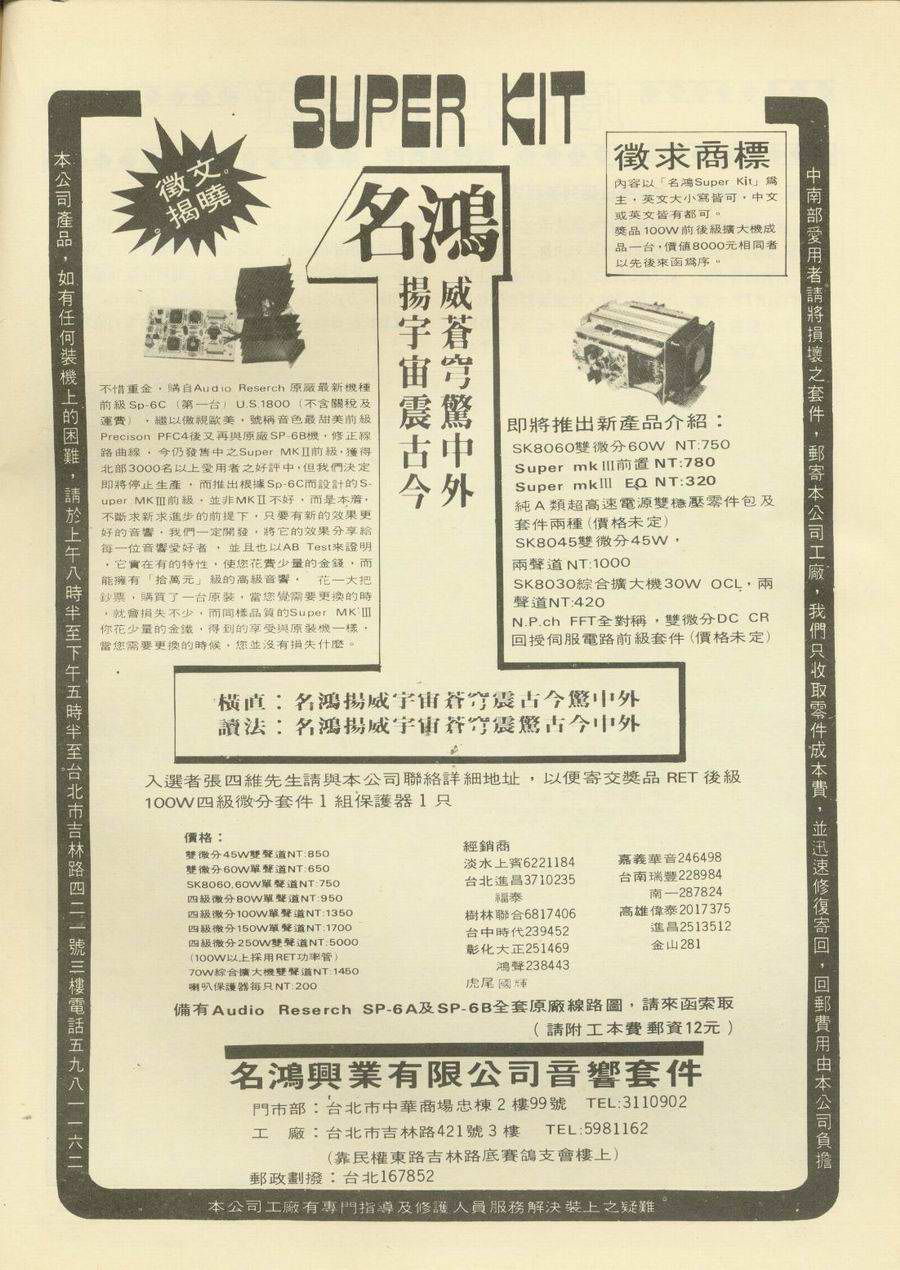 SUPER KIT
徵文
揭曉。
名鴻
威蒼穹驚中外
揚宇宙震古今
徵求商標
內容以「名鴻Super Kit」爲
主，英文大小寫皆可，中文
或英文皆有都可。
獎品100W前後級擴大機成
品一台，價值8000元相同者
以先後來函爲序。
本公司產品，如有任何裝機上的困難，請於上午八時半至下午五時半至台北市吉林路四二一號三樓電話五九八一一六二
中南部愛用者請將損壞之套件，郵寄本公司工廠，我們只收取零件成本費，並迅速修復寄回，回郵費用由本公司負擔
不惜重金，購自Audio Reserch 原廠最新機種
前級Sp-6C（第一台）U.S.1800（不含關稅及
運費），繼以傲視歐美，號稱音色最甜美前級
Precison PFC4後又再與原廠SP-6B機，修正線
路曲線，今仍發售中之Super MKⅡ前級，獲得
北部3000名以上愛用者之好評中，但我們決定
即將停止生產，而推出根據Sp-6C而設計的S-
uper MKⅢ前級，並非MKⅡ不好，而是本着，
不斷求新求進步的前提下，只要有新的效果更
好的音響，我們一定開發，將它的效果分享給
每一位音響愛好者，並且也以AB Test來證明
，它實在有的特性，使您花費少量的金錢，而
能擁有「拾萬元」級的高級音響，花一大把
鈔票，購買了一台原裝，當您覺需要更換的時
，就會損失不少，而同樣品質的Super MKⅢ
你花少量的金錢，得到的享受與原裝機一樣，
當您需要更換的時候，您並沒有損失什麼。
即將推出新產品介紹：
SK8060雙微分60W NT:750
Super mkⅢ前置 NT:780
Super mkⅢ EQ NT:320
純A類超高速電源雙穩壓零件包及
套件兩種(價格未定)
SK8045雙微分45W，
兩聲道NT:1000
SK8030綜合擴大機30W OCL，兩
聲道NT:420
N.P.ch FFT全對稱，雙微分DC CR
回授伺服電路前級套件(價格未定)
橫直：名鴻揚威宇宙蒼穹震古今驚中外
讀法：名鴻揚威宇宙蒼穹震驚古今中外
入選者張四維先生請與本公司聯絡詳細地址，以便寄交獎品RET後級
100W四級微分套件1組保護器1只
價格：
雙微分45W雙聲道NT:850
雙微分60W單聲道NT:650
SK8060,60W單聲道NT:750
四級微分80W單聲道NT:950
四級微分100W單聲道NT:1350
四級微分150W單聲道NT:1700
四級微分250W雙聲道NT:5000
(100W以上採用RET功率管)
70W綜合擴大機雙聲道NT:1450
喇叭保護器每只NT:200
經銷商
淡水上賓6221184
台北進昌3710235
福泰
樹林聯合6817406
台中時代239452
彰化大正251469
鴻聲238443
虎尾國輝
嘉義華音246498
台南瑞豐228984
南一287824
高雄偉泰2017375
進昌2513512
金山281
備有Audio Reserch SP-6A及SP-6B全套原廠線路圖，請來函索取
（請附工本費郵資12元）
名鴻興業有限公司音響套件
門市部：台北市中華商場忠棟2樓99號 TEL:3110902
工 廠：台北市吉林路421號3樓 TEL:5981162
(靠民權東路吉林路底賽鴿支會樓上)
郵政劃撥：台北167852
本公司工廠有專門指導及修護人員服務解決裝上之疑難。